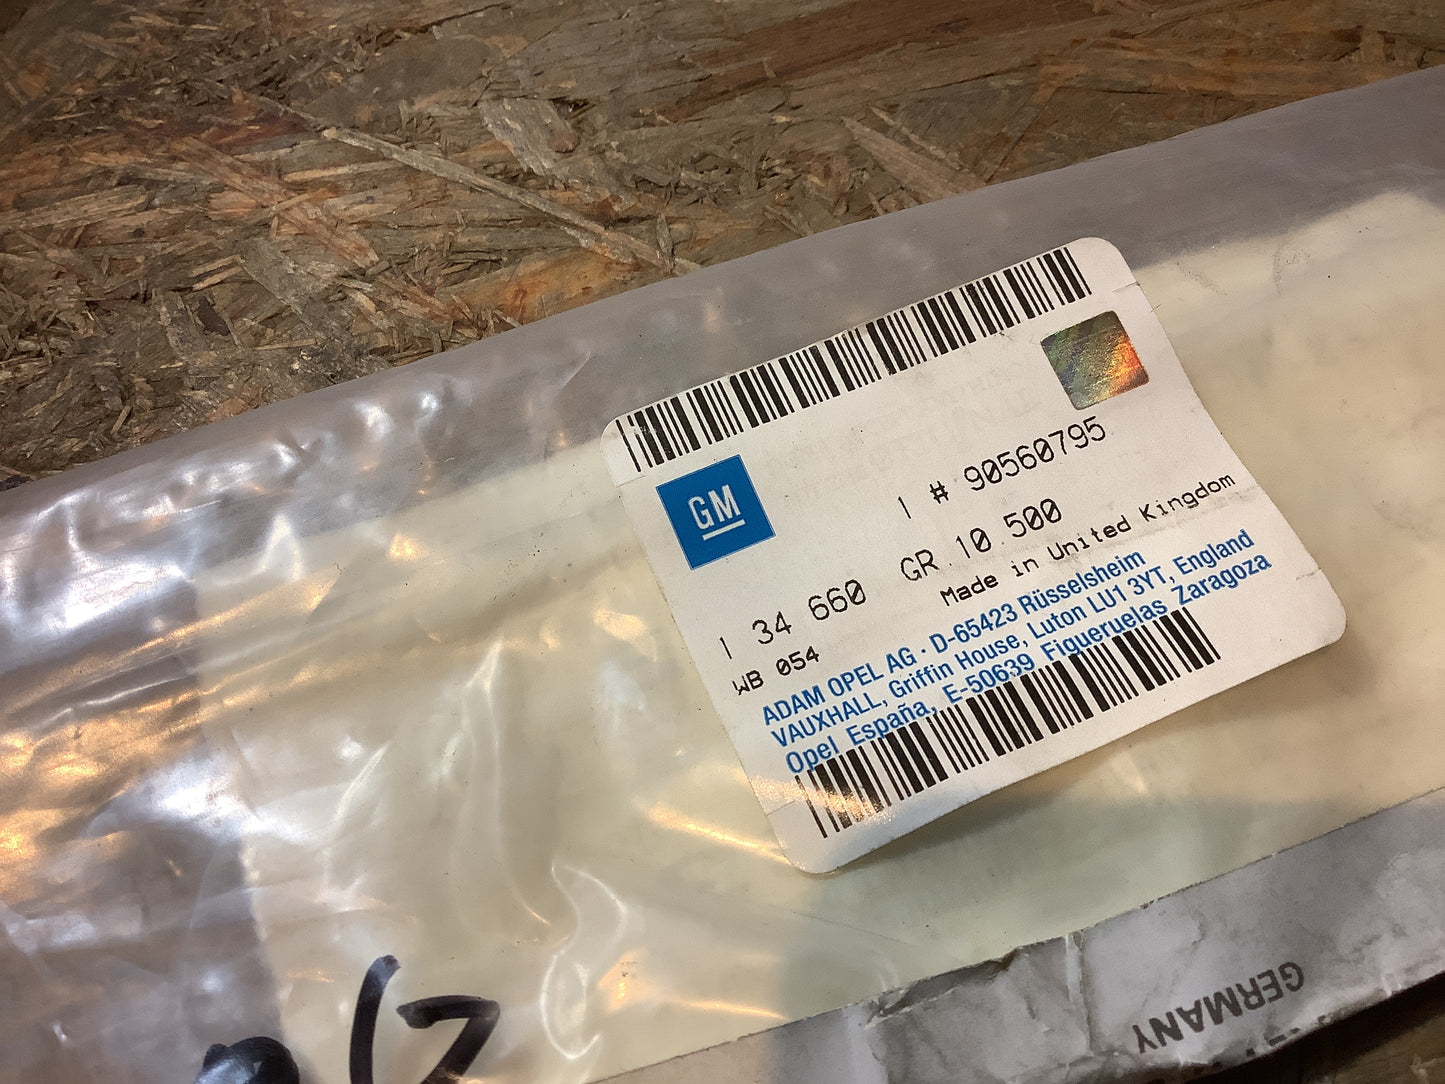 GM
1 # 90560795
1 34 660 GR. 10 500
WB 054 Made in United Kingdom
ADAM OPEL AG · D-65423 Rüsselsheim
VAUXHALL, Griffin House, Luton LU1 3YT, England
Opel España, E-50639 Figueruelas Zaragoza
GERMANY